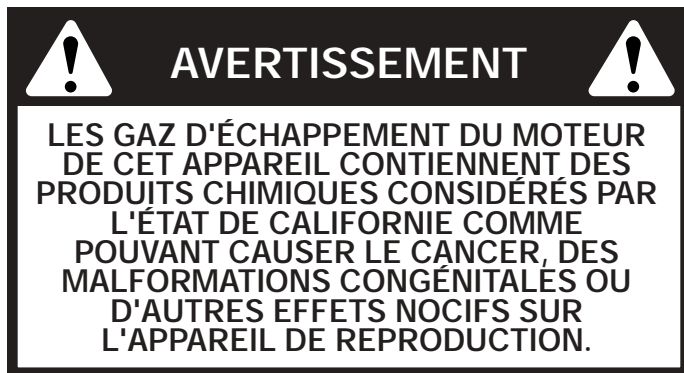 AVERTISSEMENT
LES GAZ D'ÉCHAPPEMENT DU MOTEUR
DE CET APPAREIL CONTIENNENT DES
PRODUITS CHIMIQUES CONSIDÉRÉS PAR
L'ÉTAT DE CALIFORNIE COMME
POUVANT CAUSER LE CANCER, DES
MALFORMATIONS CONGÉNITALES OU
D'AUTRES EFFETS NOCIFS SUR
L'APPAREIL DE REPRODUCTION.